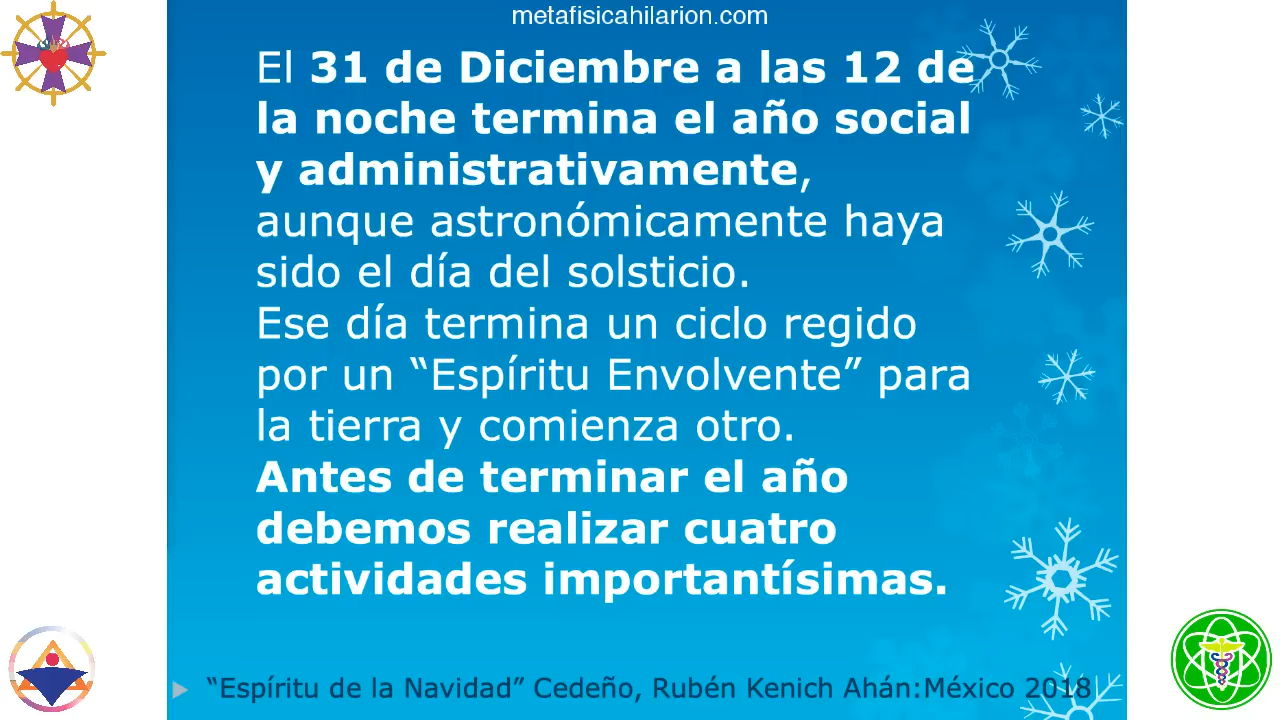 metafisicahilarion.com
El 31 de Diciembre a las 12 de
la noche termina el año social
y administrativamente,
aunque astronómicamente haya
sido el día del solsticio.
Ese día termina un ciclo regido
por un “Espíritu Envolvente” para
la tierra y comienza otro.
Antes de terminar el año
debemos realizar cuatro
actividades importantísimas.
“Espíritu de la Navidad” Cedeño, Rubén Kenich Ahán:México 2018